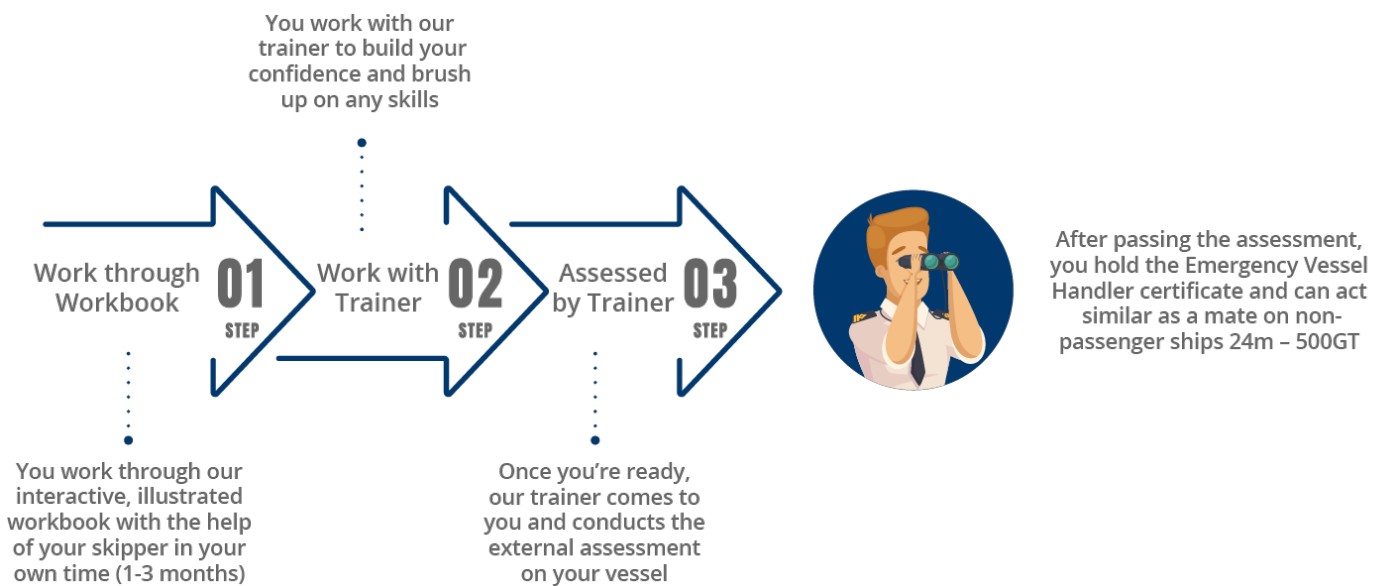 You work with our
trainer to build your
confidence and brush
up on any skills
Work through
Workbook
01
STEP
Work with
Trainer
02
STEP
Assessed
by Trainer
03
STEP
After passing the assessment,
you hold the Emergency Vessel
Handler certificate and can act
similar as a mate on non-
passenger ships 24m – 500GT
You work through our
interactive, illustrated
workbook with the help
of your skipper in your
own time (1-3 months)
Once you’re ready,
our trainer comes to
you and conducts the
external assessment
on your vessel